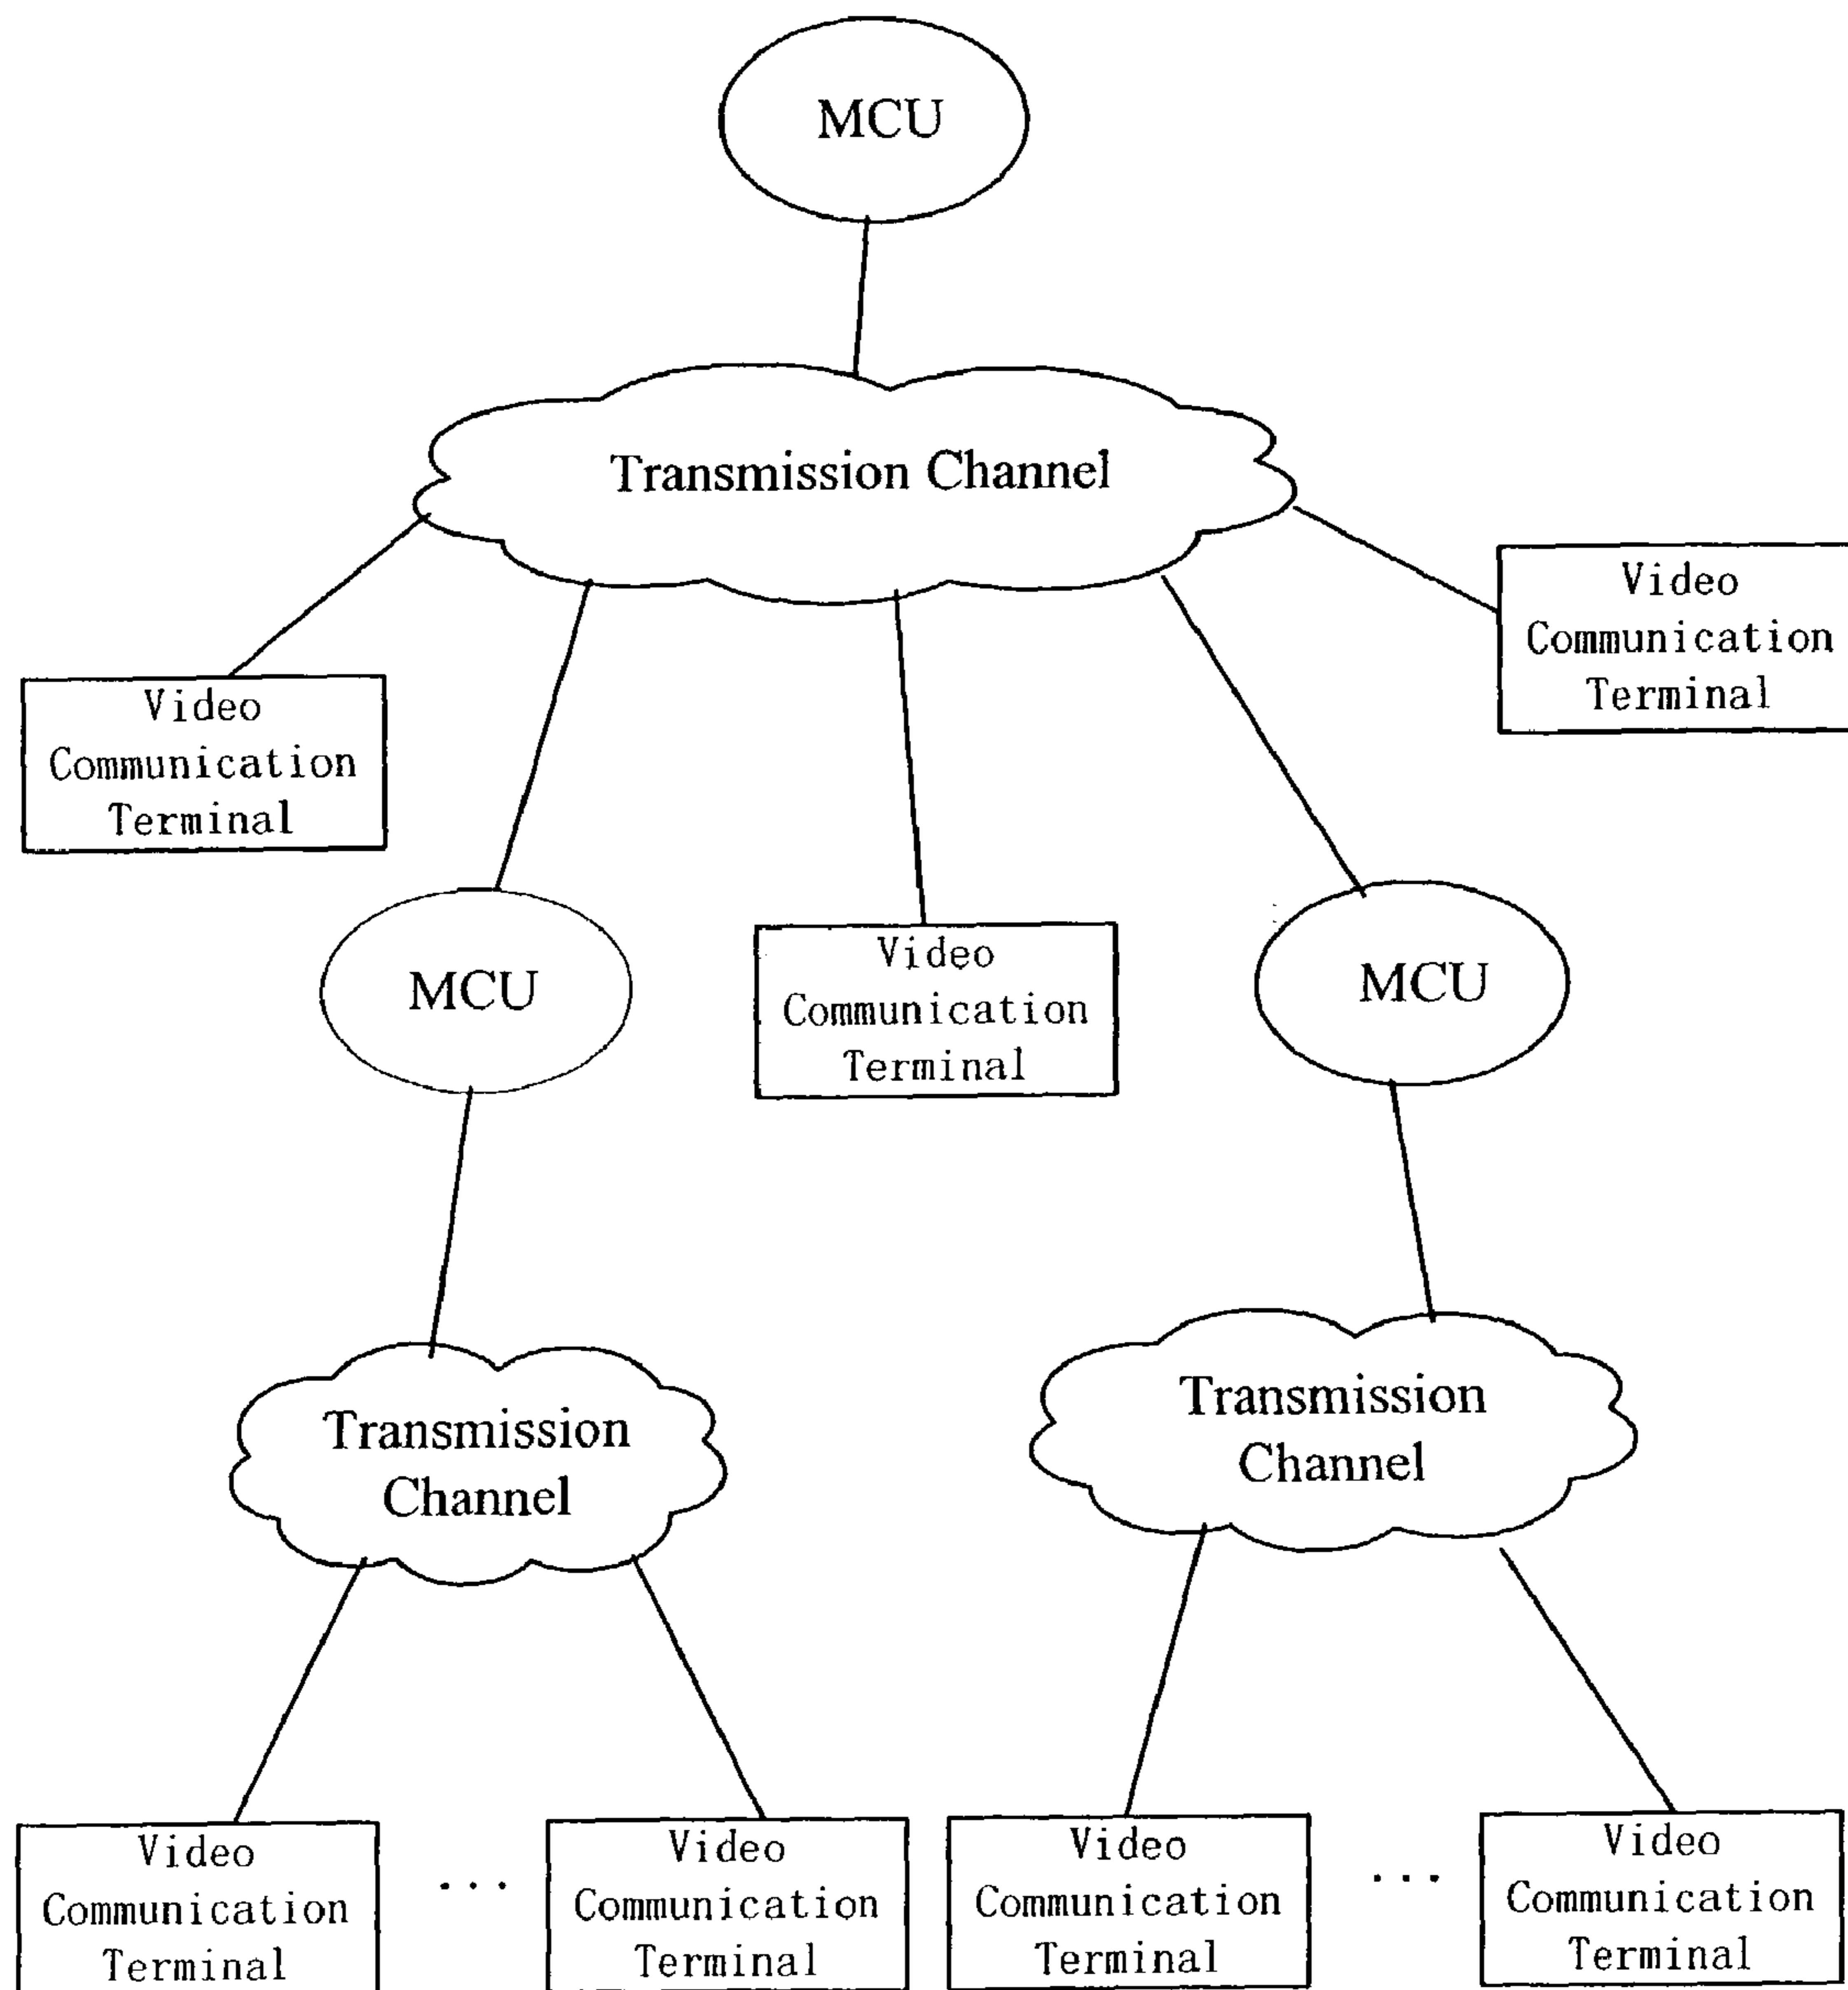 MCU
Transmission Channel
Video
Communication
Terminal
Video
Communication
Terminal
MCU
Video
Communication
Terminal
MCU
Transmission
Channel
Transmission
Channel
Video
Communication
Terminal
...
Video
Communication
Terminal
Video
Communication
Terminal
...
Video
Communication
Terminal